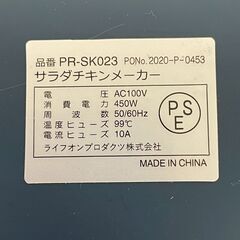 品番 PR-SK023 PONo.2020-P-0453
サラダチキンメーカー
電圧 AC100V
消費電力 450W
周波数 50/60Hz
温度ヒューズ 99℃
電流ヒューズ 10A
PSE
ライフオンプロダクツ株式会社
MADE IN CHINA